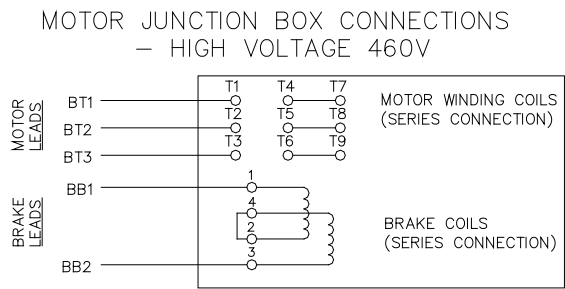 MOTOR JUNCTION BOX CONNECTIONS
– HIGH VOLTAGE 460V
MOTOR
LEADS
BT1
BT2
BT3
T1 T4 T7
T2 T5 T8
T3 T6 T9
MOTOR WINDING COILS
(SERIES CONNECTION)
BRAKE
LEADS
BB1
BB2
1
4
2
3
BRAKE COILS
(SERIES CONNECTION)